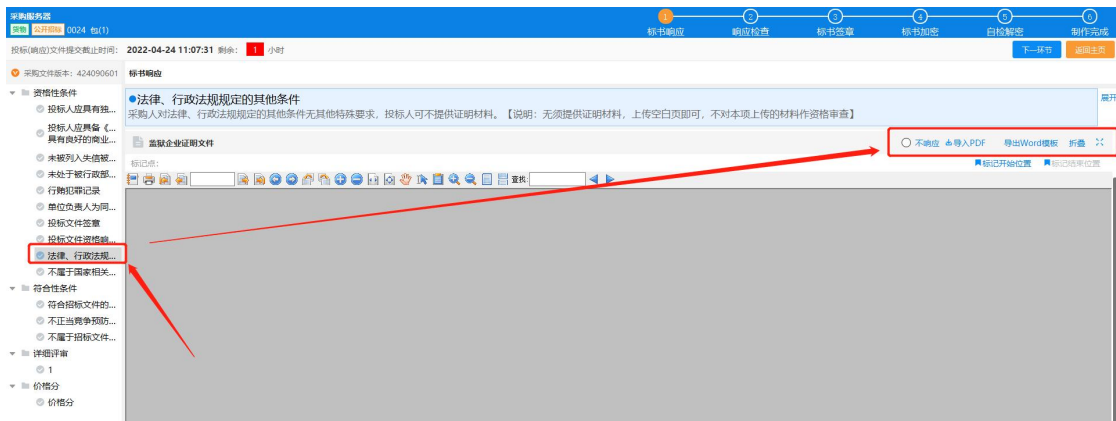 采购服务器
货物 公开招标 0024 包(1)
1 2 3 4 5 6
标书响应 响应检查 标书签章 标书加密 自检解密 制作完成
投标(响应)文件提交截止时间: 2022-04-24 11:07:31 剩余: 1 小时
下一环节 返回主页
采购文件版本: 424090601 标书响应
资格性条件
投标人应具有独...
投标人应具备《...
具有良好的商业...
未被列入失信被...
未处于被行政部...
行贿犯罪记录
单位负责人为同...
投标文件签章
投标文件资格响...
法律、行政法规...
不属于国家相关...
符合性条件
符合招标文件的...
不正当竞争预防...
不属于招标文件...
详细评审
1
价格分
价格分
●法律、行政法规规定的其他条件
展开
采购人对法律、行政法规规定的其他条件无其他特殊要求，投标人可不提供证明材料。【说明：无须提供证明材料，上传空白页即可，不对本项上传的材料作资格审查】
监狱企业证明文件
不响应 导入PDF 导出Word模板 折叠
标记点:
标记开始位置 标记结束位置
查找: